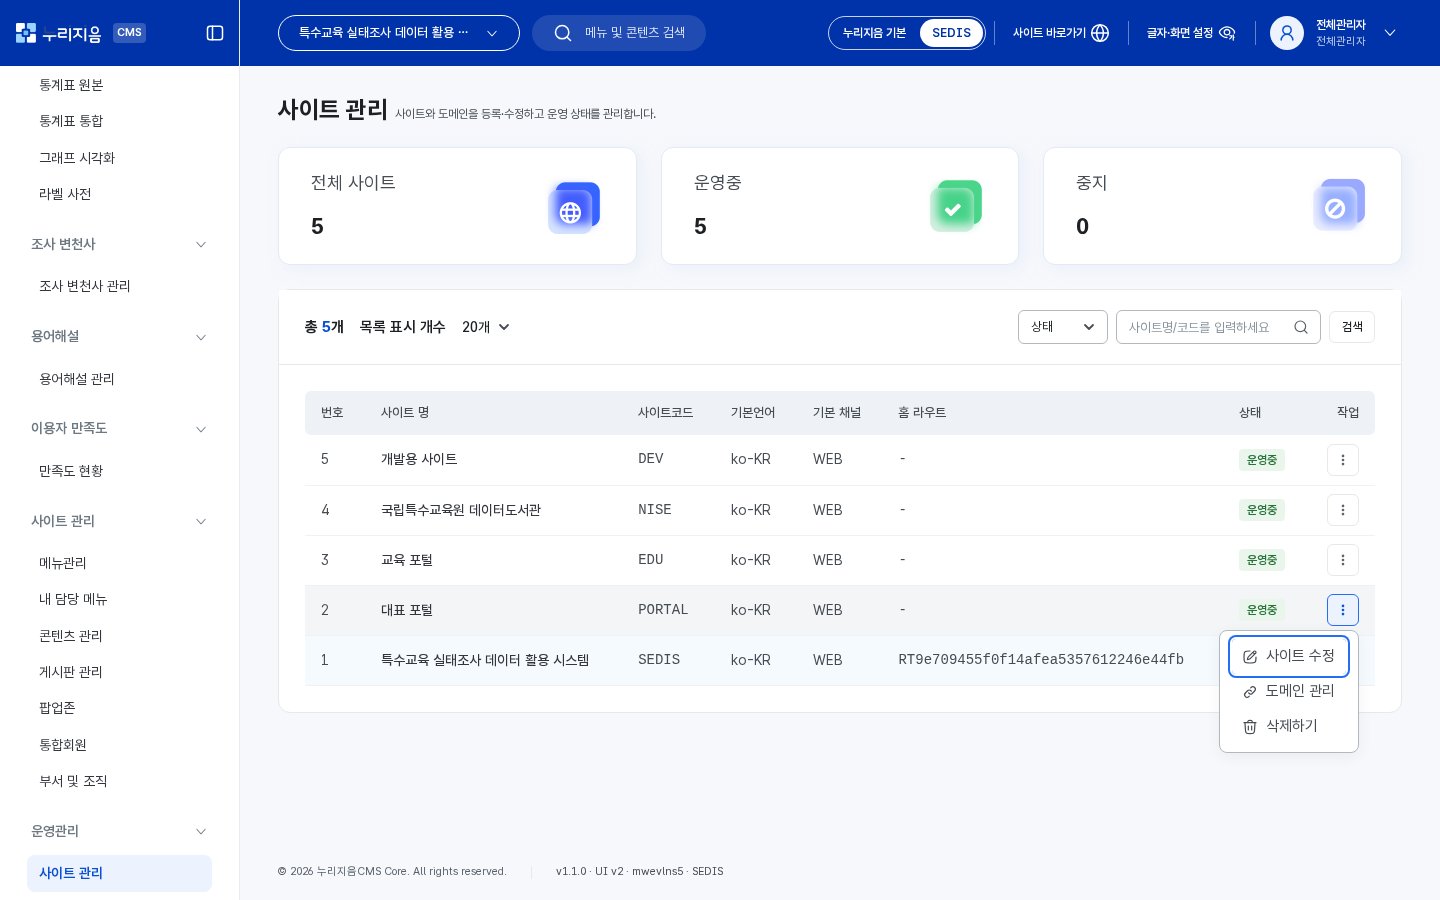 누리지음 CMS
특수교육 실태조사 데이터 활용 ···
메뉴 및 콘텐츠 검색
누리지음 기본
SEDIS
사이트 바로가기
글자·화면 설정
전체관리자
전체관리자
통계표 원본
통계표 통합
그래프 시각화
라벨 사전
조사 변천사
조사 변천사 관리
용어해설
용어해설 관리
이용자 만족도
만족도 현황
사이트 관리
메뉴관리
내 담당 메뉴
콘텐츠 관리
게시판 관리
팝업존
통합회원
부서 및 조직
운영관리
사이트 관리
사이트 관리 사이트와 도메인을 등록·수정하고 운영 상태를 관리합니다.
전체 사이트
5
운영중
5
중지
0
총 5개 목록 표시 개수 20개
상태
사이트명/코드를 입력하세요
검색
번호 사이트 명 사이트코드 기본언어 기본 채널 홈 라우트 상태 작업
5 개발용 사이트 DEV ko-KR WEB - 운영중
4 국립특수교육원 데이터도서관 NISE ko-KR WEB - 운영중
3 교육 포털 EDU ko-KR WEB - 운영중
2 대표 포털 PORTAL ko-KR WEB - 운영중
1 특수교육 실태조사 데이터 활용 시스템 SEDIS ko-KR WEB RT9e709455f0f14afea5357612246e44fb
사이트 수정
도메인 관리
삭제하기
© 2026 누리지음CMS Core. All rights reserved.
v1.1.0 · UI v2 · mwevlns5 · SEDIS